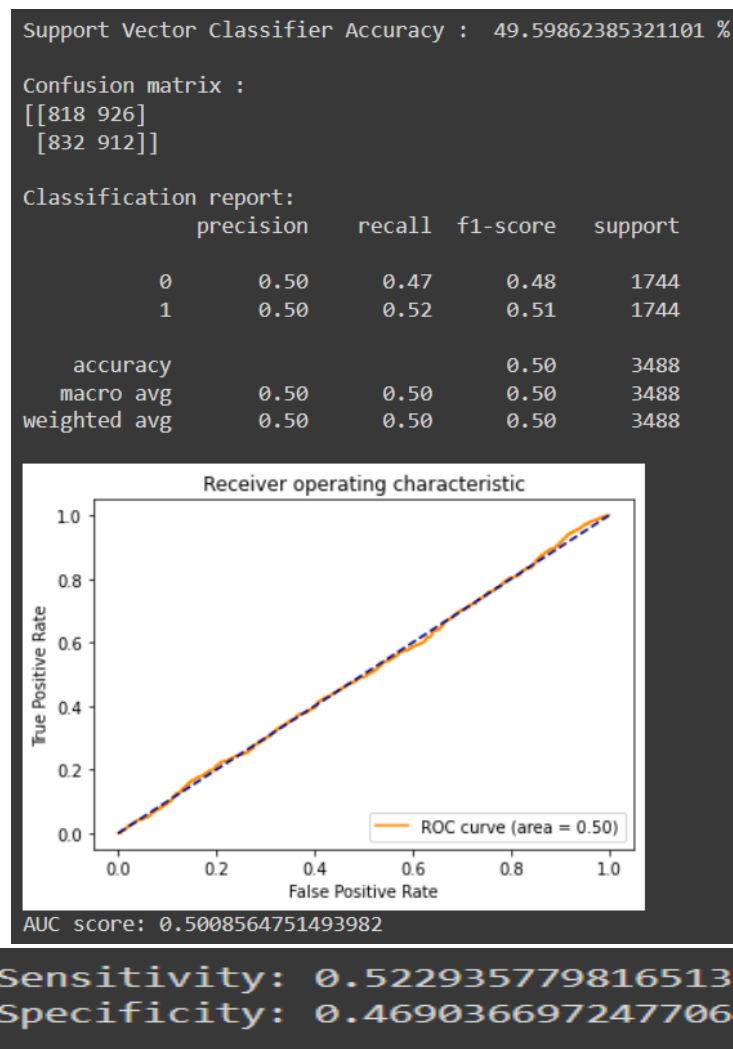 Support Vector Classifier Accuracy :  49.59862385321101 %
Confusion matrix :
[[818 926]
 [832 912]]
Classification report:
precision recall f1-score support
0 0.50 0.47 0.48 1744
1 0.50 0.52 0.51 1744
accuracy 0.50 3488
macro avg 0.50 0.50 0.50 3488
weighted avg 0.50 0.50 0.50 3488
Receiver operating characteristic
True Positive Rate
1.0
0.8
0.6
0.4
0.2
0.0
ROC curve (area = 0.50)
0.0 0.2 0.4 0.6 0.8 1.0
False Positive Rate
AUC score: 0.5008564751493982
Sensitivity: 0.5229357798165137
Specificity: 0.4690366972477064